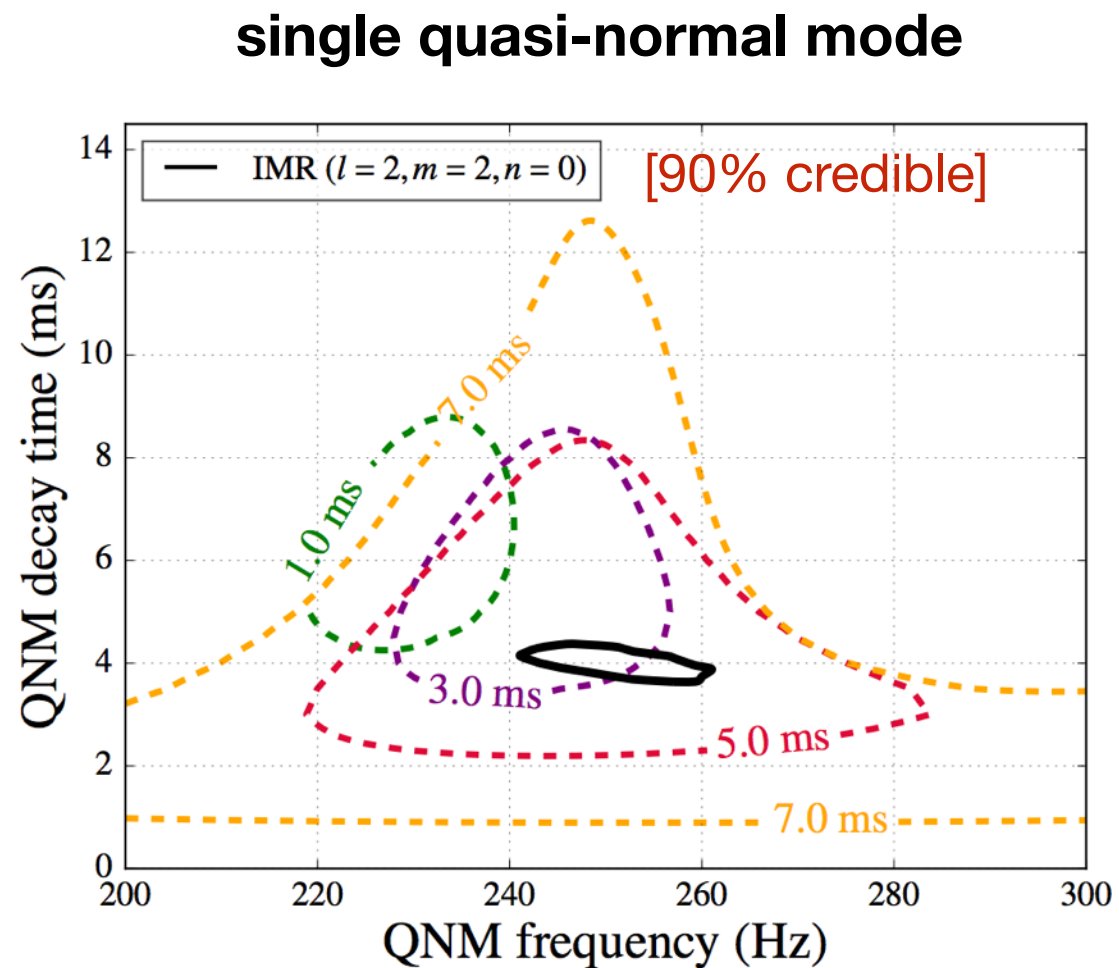 single quasi-normal mode
IMR (l = 2, m = 2, n = 0)
[90% credible]
14
12
10
8
6
4
2
0
QNM decay time (ms)
7.0 ms
1.0 ms
3.0 ms
5.0 ms
7.0 ms
200
220
240
260
280
300
QNM frequency (Hz)